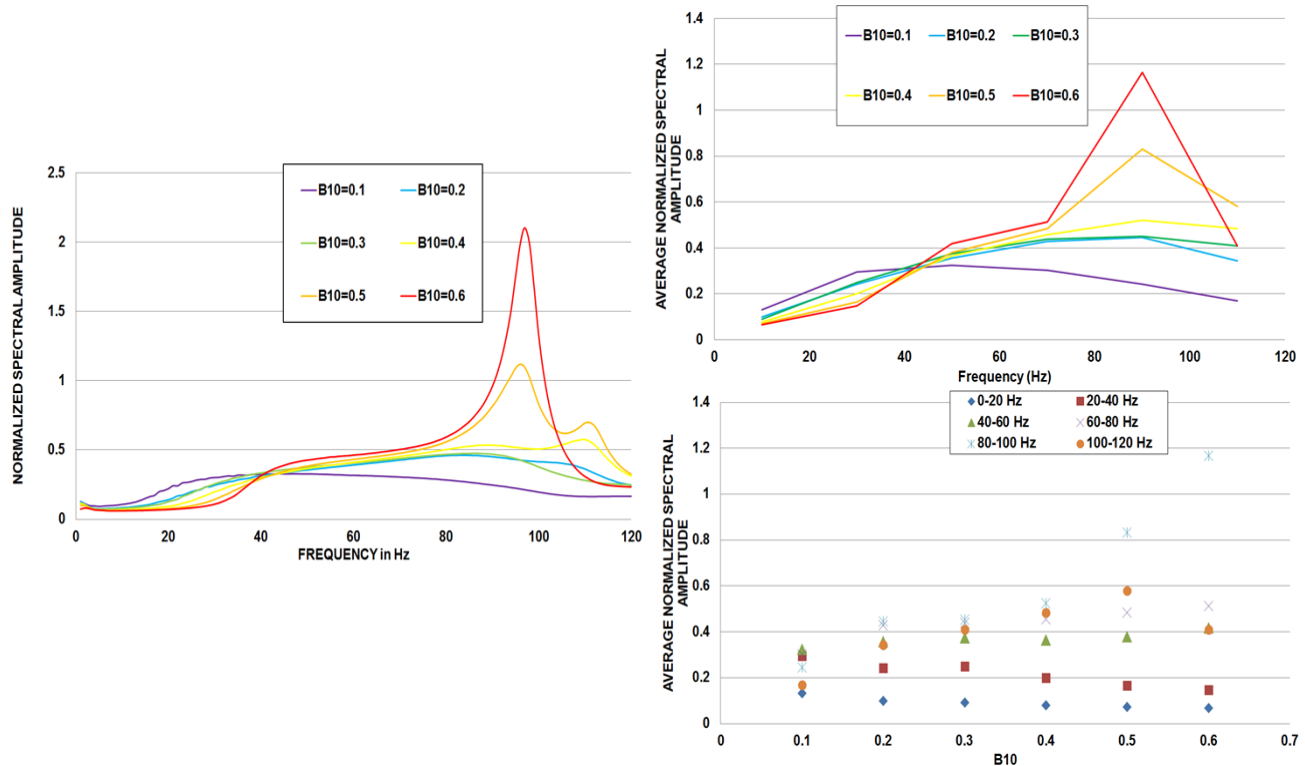 NORMALIZED SPECTRAL AMPLITUDE
2.5
2
1.5
1
0.5
0
B10=0.1 B10=0.2
B10=0.3 B10=0.4
B10=0.5 B10=0.6
0 20 40 60 80 100 120
FREQUENCY in Hz
AVERAGE NORMALIZED SPECTRAL
AMPLITUDE
1.4
1.2
1
0.8
0.6
0.4
0.2
0
B10=0.1 B10=0.2 B10=0.3
B10=0.4 B10=0.5 B10=0.6
0 20 40 60 80 100 120
Frequency (Hz)
AVERAGE NORMALIZED SPECTRAL
AMPLITUDE
1.4
1.2
1
0.8
0.6
0.4
0.2
0
0-20 Hz 20-40 Hz
40-60 Hz 60-80 Hz
80-100 Hz 100-120 Hz
0 0.1 0.2 0.3 0.4 0.5 0.6 0.7
B10